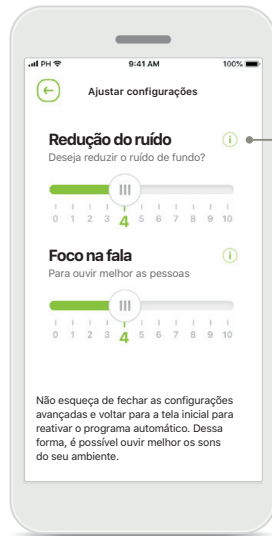 PH 9:41 AM 100%
Ajustar configurações
Redução do ruído
Deseja reduzir o ruído de fundo?
0 1 2 3 4 5 6 7 8 9 10
Foco na fala
Para ouvir melhor as pessoas
0 1 2 3 4 5 6 7 8 9 10
Não esqueça de fechar as configurações
avançadas e voltar para a tela inicial para
reativar o programa automático. Dessa
forma, é possível ouvir melhor os sons
do seu ambiente.